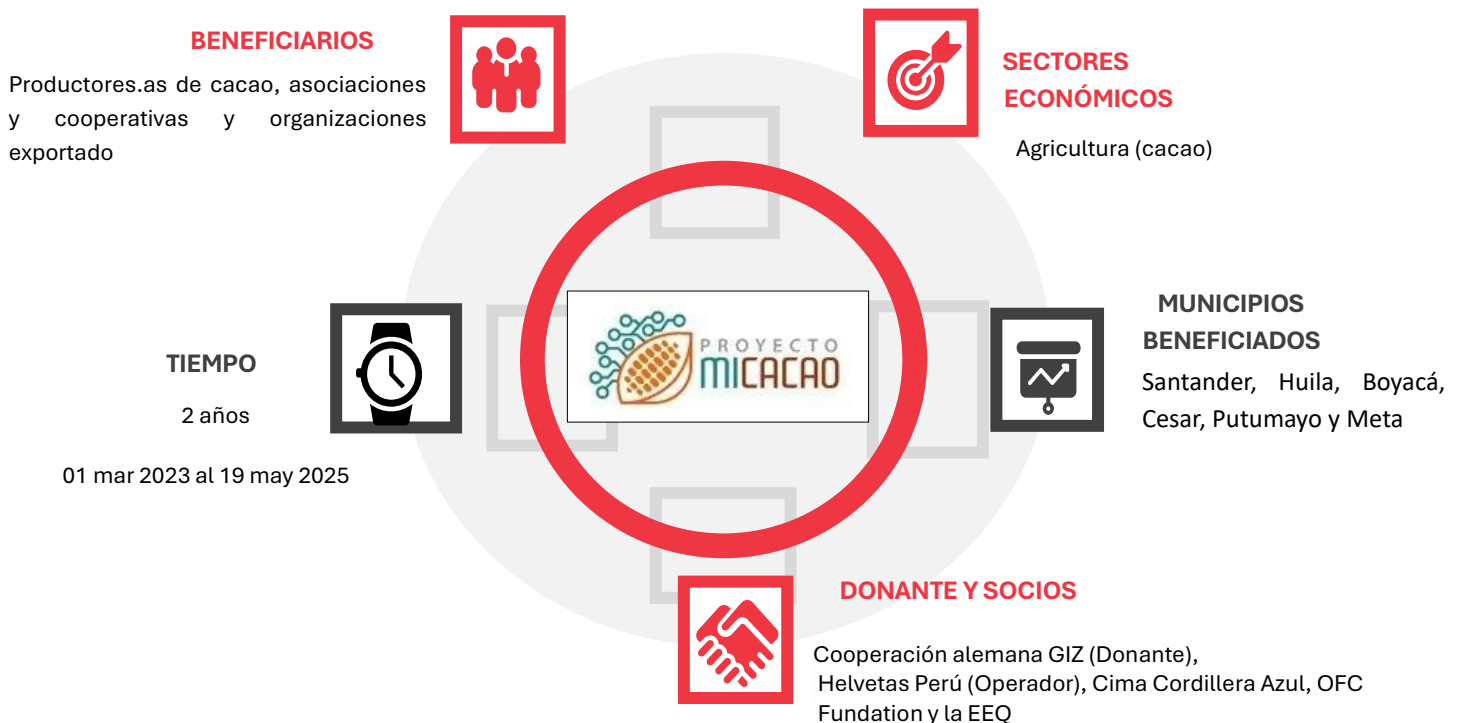 BENEFICIARIOS
Productores.as de cacao, asociaciones
y cooperativas y organizaciones
exportado
SECTORES
ECONÓMICOS
Agricultura (cacao)
TIEMPO
2 años
01 mar 2023 al 19 may 2025
PROYECTO
MICACAO
MUNICIPIOS
BENEFICIADOS
Santander, Huila, Boyacá,
Cesar, Putumayo y Meta
DONANTE Y SOCIOS
Cooperación alemana GIZ (Donante),
Helvetas Perú (Operador), Cima Cordillera Azul, OFC
Fundation y la EEQ